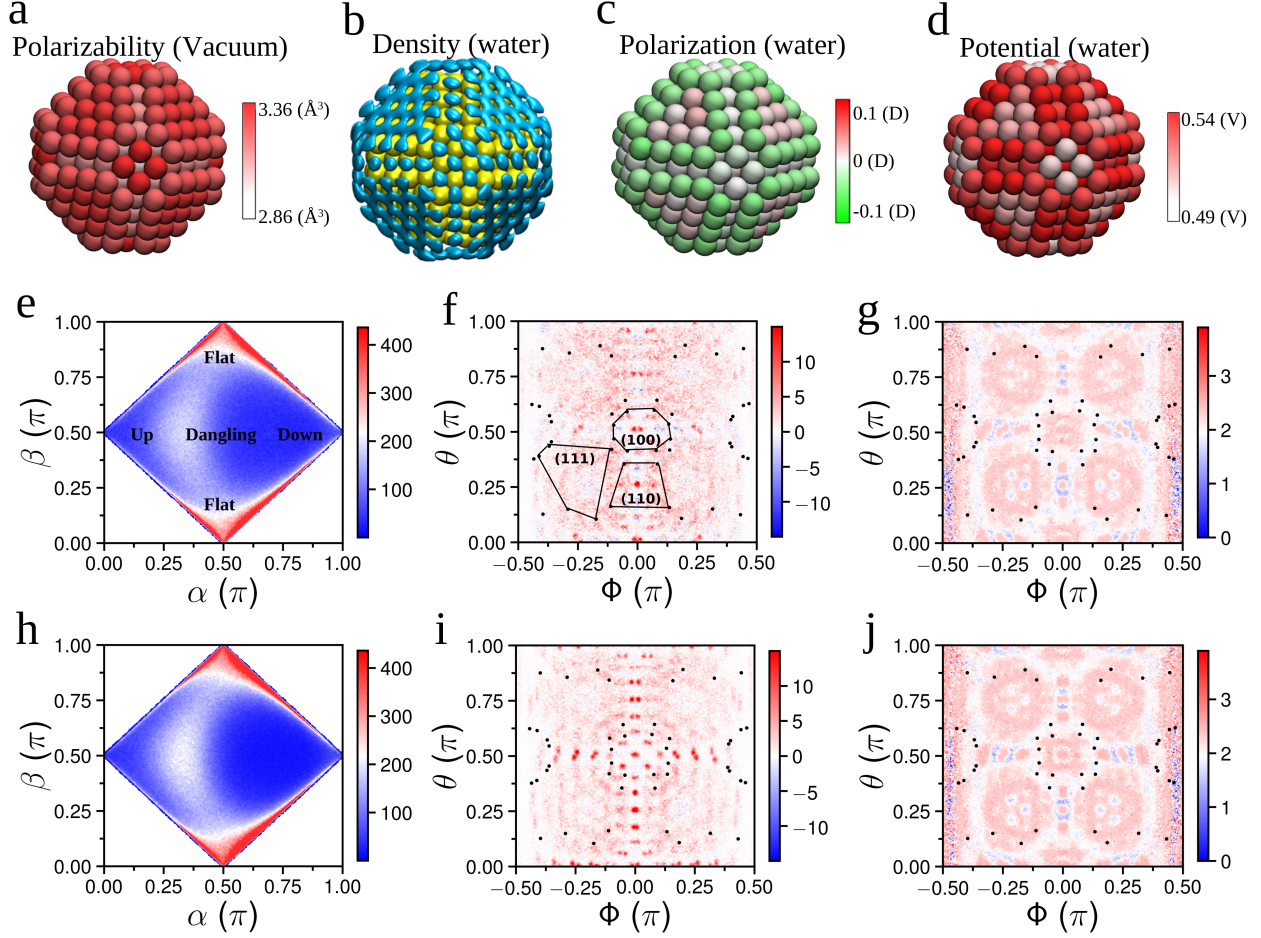 a
Polarizability (Vacuum)
3.36 (Å³)
2.86 (Å³)
b
Density (water)
c
Polarization (water)
0.1 (D)
0 (D)
-0.1 (D)
d
Potential (water)
0.54 (V)
0.49 (V)
e
1.00
0.75
0.50
0.25
0.00
β (π)
Flat
Up Dangling Down
Flat
0.00 0.25 0.50 0.75 1.00
α (π)
400
300
200
100
f
1.00
0.75
0.50
0.25
0.00
θ (π)
(100)
(111)
(110)
−0.50 −0.25 0.00 0.25 0.50
Φ (π)
10
5
0
−5
−10
g
1.00
0.75
0.50
0.25
0.00
θ (π)
−0.50 −0.25 0.00 0.25 0.50
Φ (π)
3
2
1
0
h
1.00
0.75
0.50
0.25
0.00
β (π)
0.00 0.25 0.50 0.75 1.00
α (π)
400
300
200
100
i
1.00
0.75
0.50
0.25
0.00
θ (π)
−0.50 −0.25 0.00 0.25 0.50
Φ (π)
10
5
0
−5
−10
j
1.00
0.75
0.50
0.25
0.00
θ (π)
−0.50 −0.25 0.00 0.25 0.50
Φ (π)
3
2
1
0